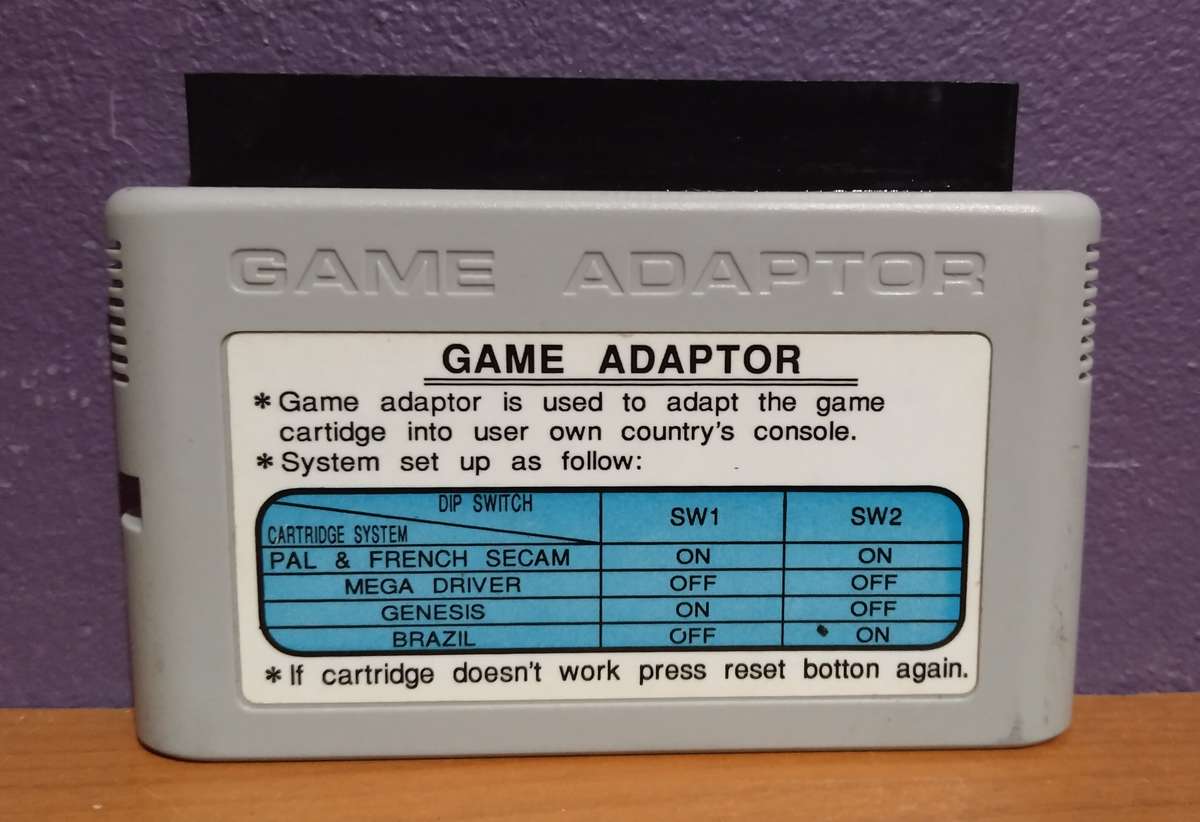 GAME ADAPTOR
GAME ADAPTOR
* Game adaptor is used to adapt the game
cartidge into user own country's console.
* System set up as follow:
DIP SWITCH
CARTRIDGE SYSTEM
SW1 SW2
PAL & FRENCH SECAM ON ON
MEGA DRIVER OFF OFF
GENESIS ON OFF
BRAZIL OFF ON
* If cartridge doesn't work press reset botton again.